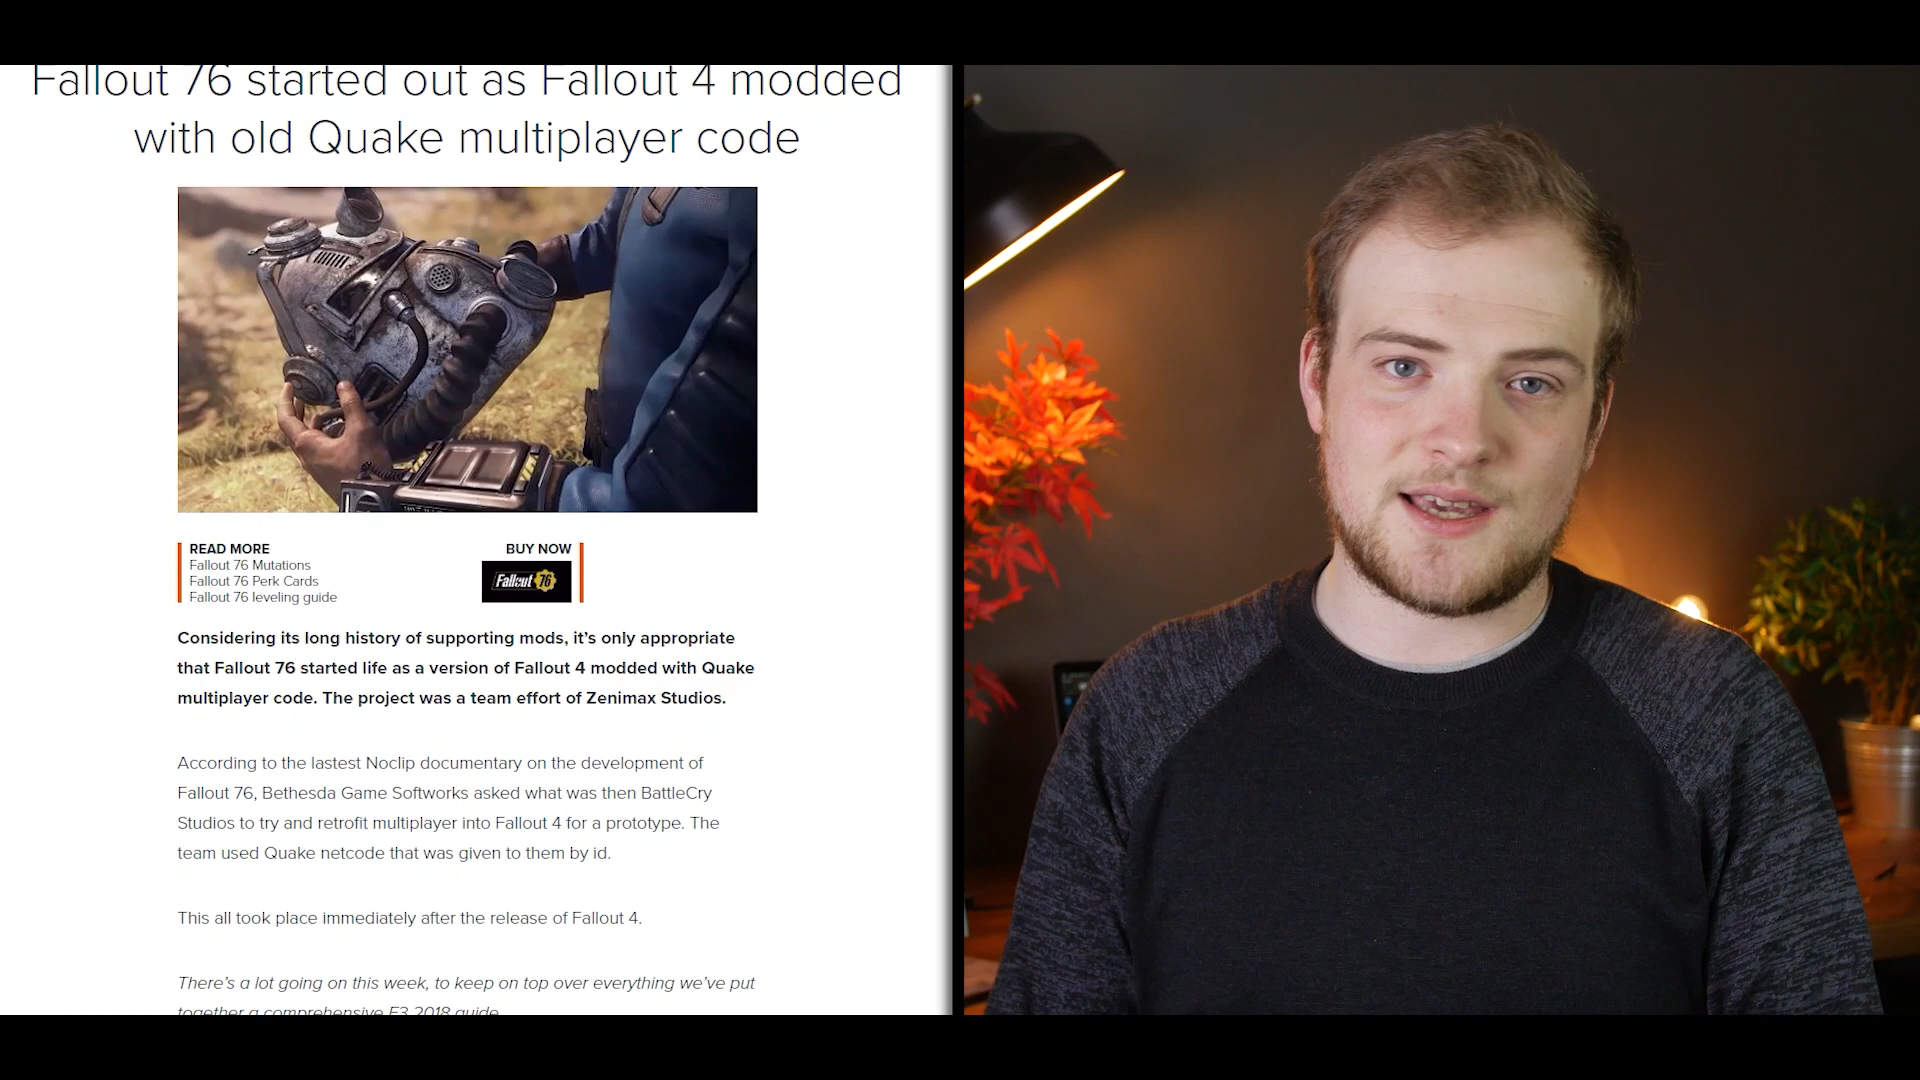 Fallout 76 started out as Fallout 4 modded
with old Quake multiplayer code
READ MORE
Fallout 76 Mutations
Fallout 76 Perk Cards
Fallout 76 leveling guide
BUY NOW
Fallout 76
Considering its long history of supporting mods, it’s only appropriate
that Fallout 76 started life as a version of Fallout 4 modded with Quake
multiplayer code. The project was a team effort of Zenimax Studios.
According to the lastest Noclip documentary on the development of
Fallout 76, Bethesda Game Softworks asked what was then BattleCry
Studios to try and retrofit multiplayer into Fallout 4 for a prototype. The
team used Quake netcode that was given to them by id.
This all took place immediately after the release of Fallout 4.
There’s a lot going on this week, to keep on top over everything we’ve put
together a comprehensive E3 2018 guide.